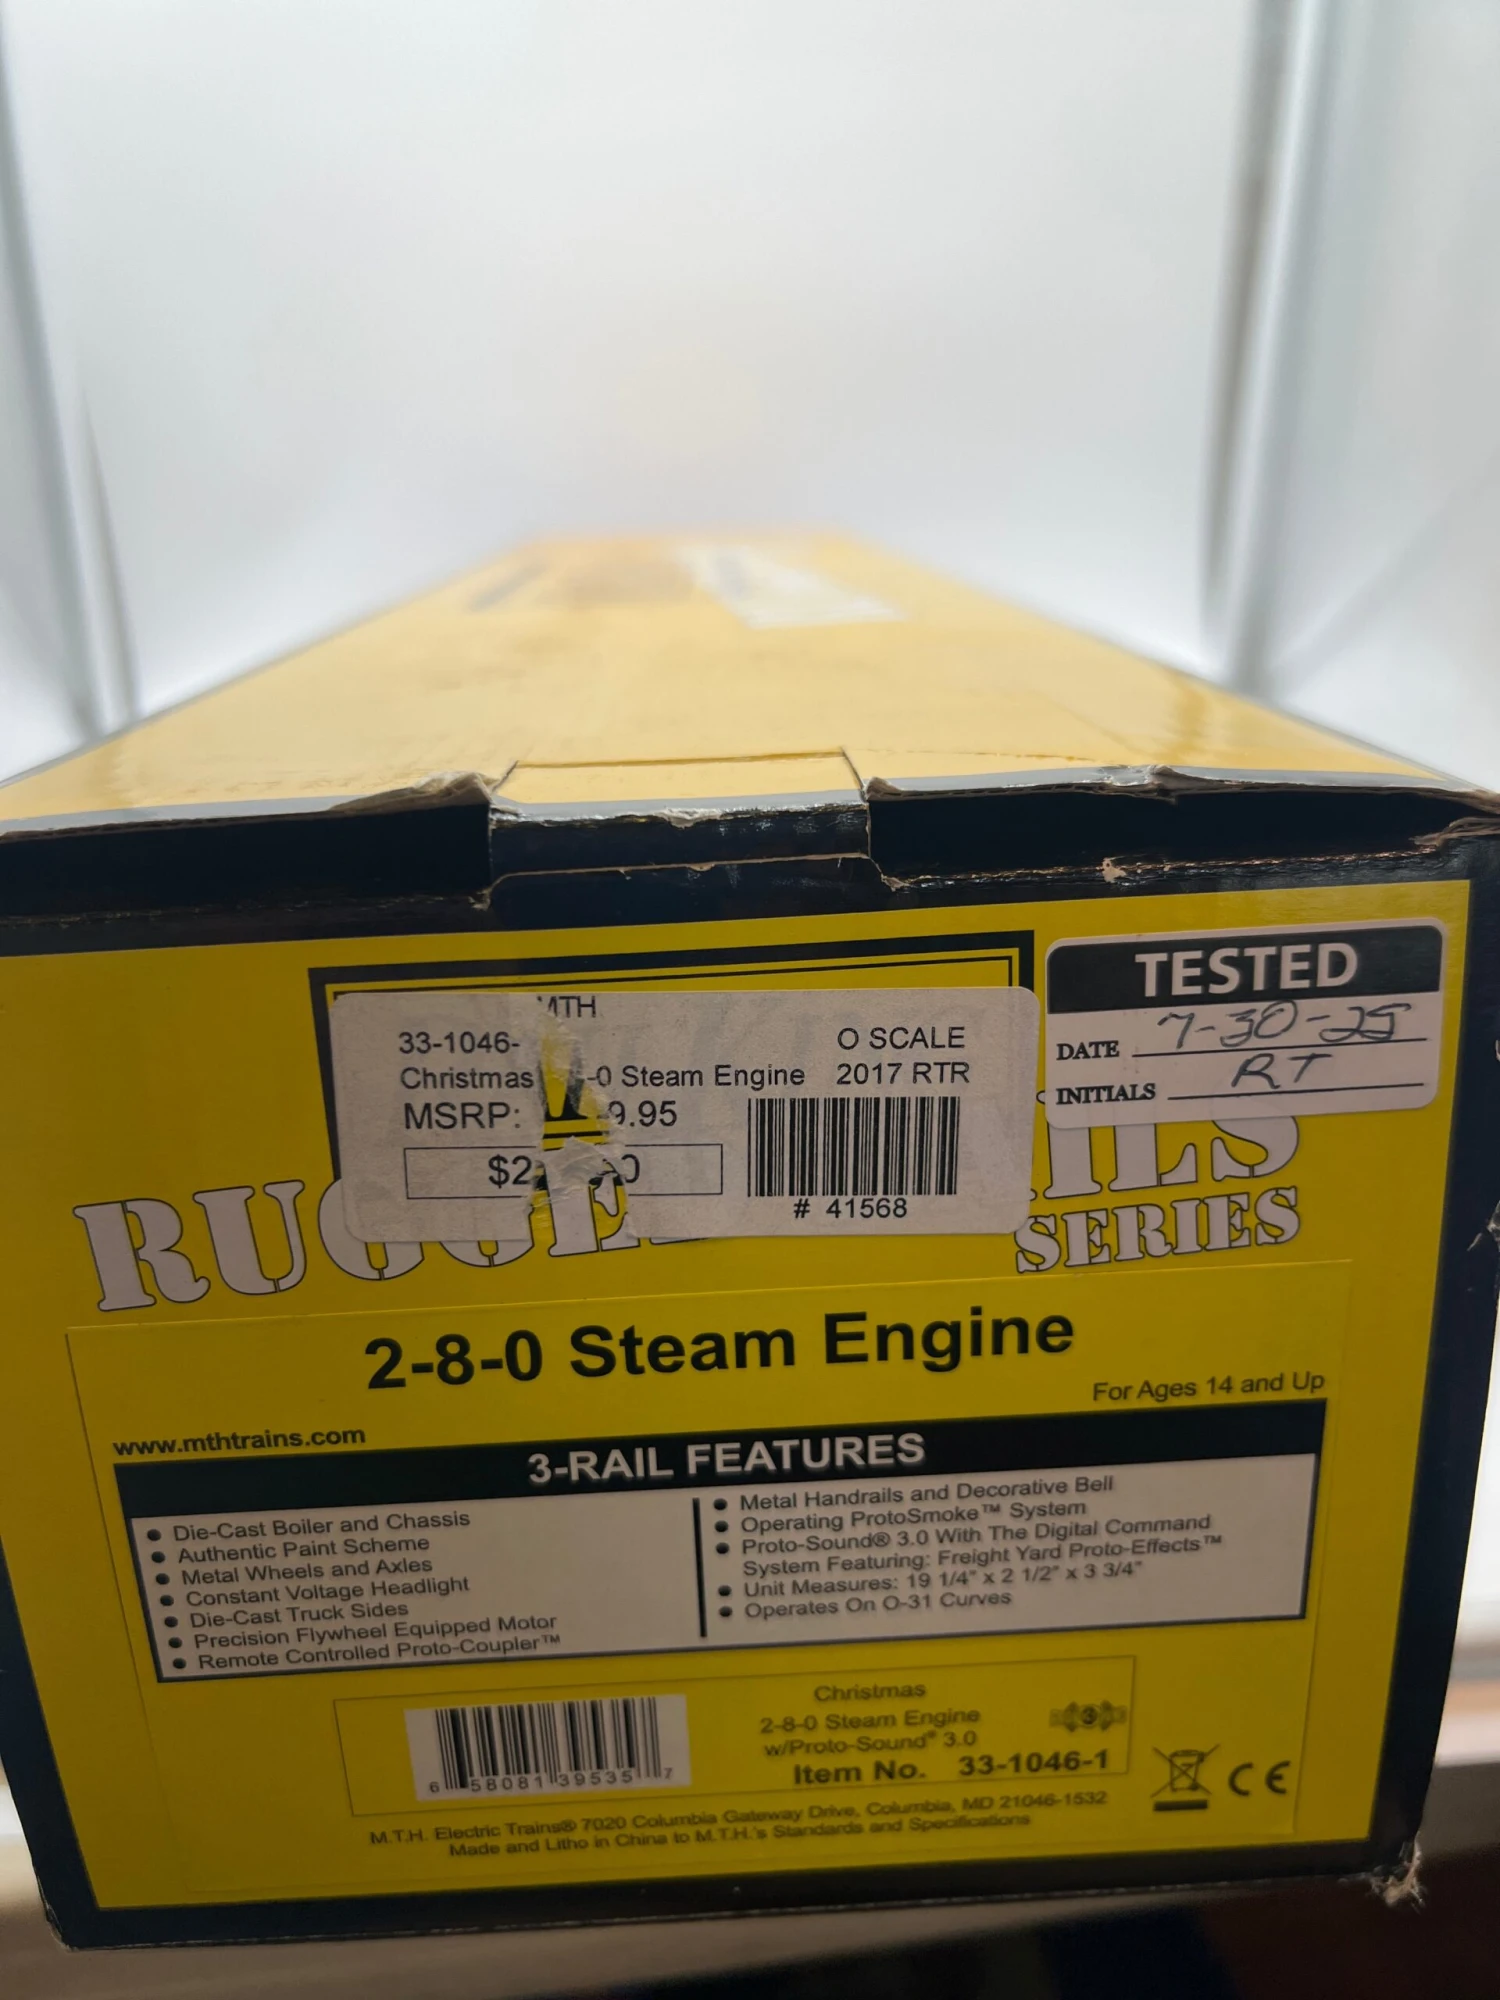 TESTED
DATE 7-30-25
INITIALS RT
MTH
33-1046-
O SCALE
Christmas -0 Steam Engine 2017 RTR
MSRP: 9.95
$2 0
# 41568
SERIES
2-8-0 Steam Engine
For Ages 14 and Up
www.mthtrains.com
3-RAIL FEATURES
• Die-Cast Boiler and Chassis
• Authentic Paint Scheme
• Metal Wheels and Axles
• Constant Voltage Headlight
• Die-Cast Truck Sides
• Precision Flywheel Equipped Motor
• Remote Controlled Proto-Coupler™
• Metal Handrails and Decorative Bell
• Operating ProtoSmoke™ System
• Proto-Sound® 3.0 With The Digital Command
System Featuring: Freight Yard Proto-Effects™
• Unit Measures: 19 1/4" x 2 1/2" x 3 3/4"
• Operates On O-31 Curves
6 58081 39535 7
Christmas
2-8-0 Steam Engine
w/Proto-Sound® 3.0
Item No. 33-1046-1
3
CE
M.T.H. Electric Trains® 7020 Columbia Gateway Drive, Columbia, MD 21046-1532
Made and Litho in China to M.T.H.'s Standards and Specifications